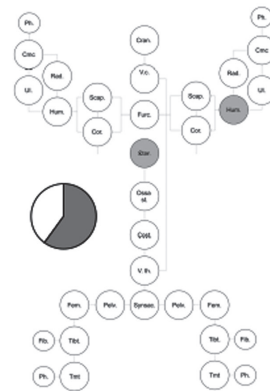 Ph.
Ph.
Cran.
Cmc
Cmc
Rad.
V.c.
Rad.
Ul.
Ul.
Scap.
Scap.
Hum.
Furc.
Hum.
Cor.
Cor.
Ster.
Ossa
st.
Cost.
V. th.
Fem.
Pelv.
Synsac.
Pelv.
Fem.
Fib.
Tibt.
Tibt.
Fib.
Ph.
Tmt
Tmt
Ph.